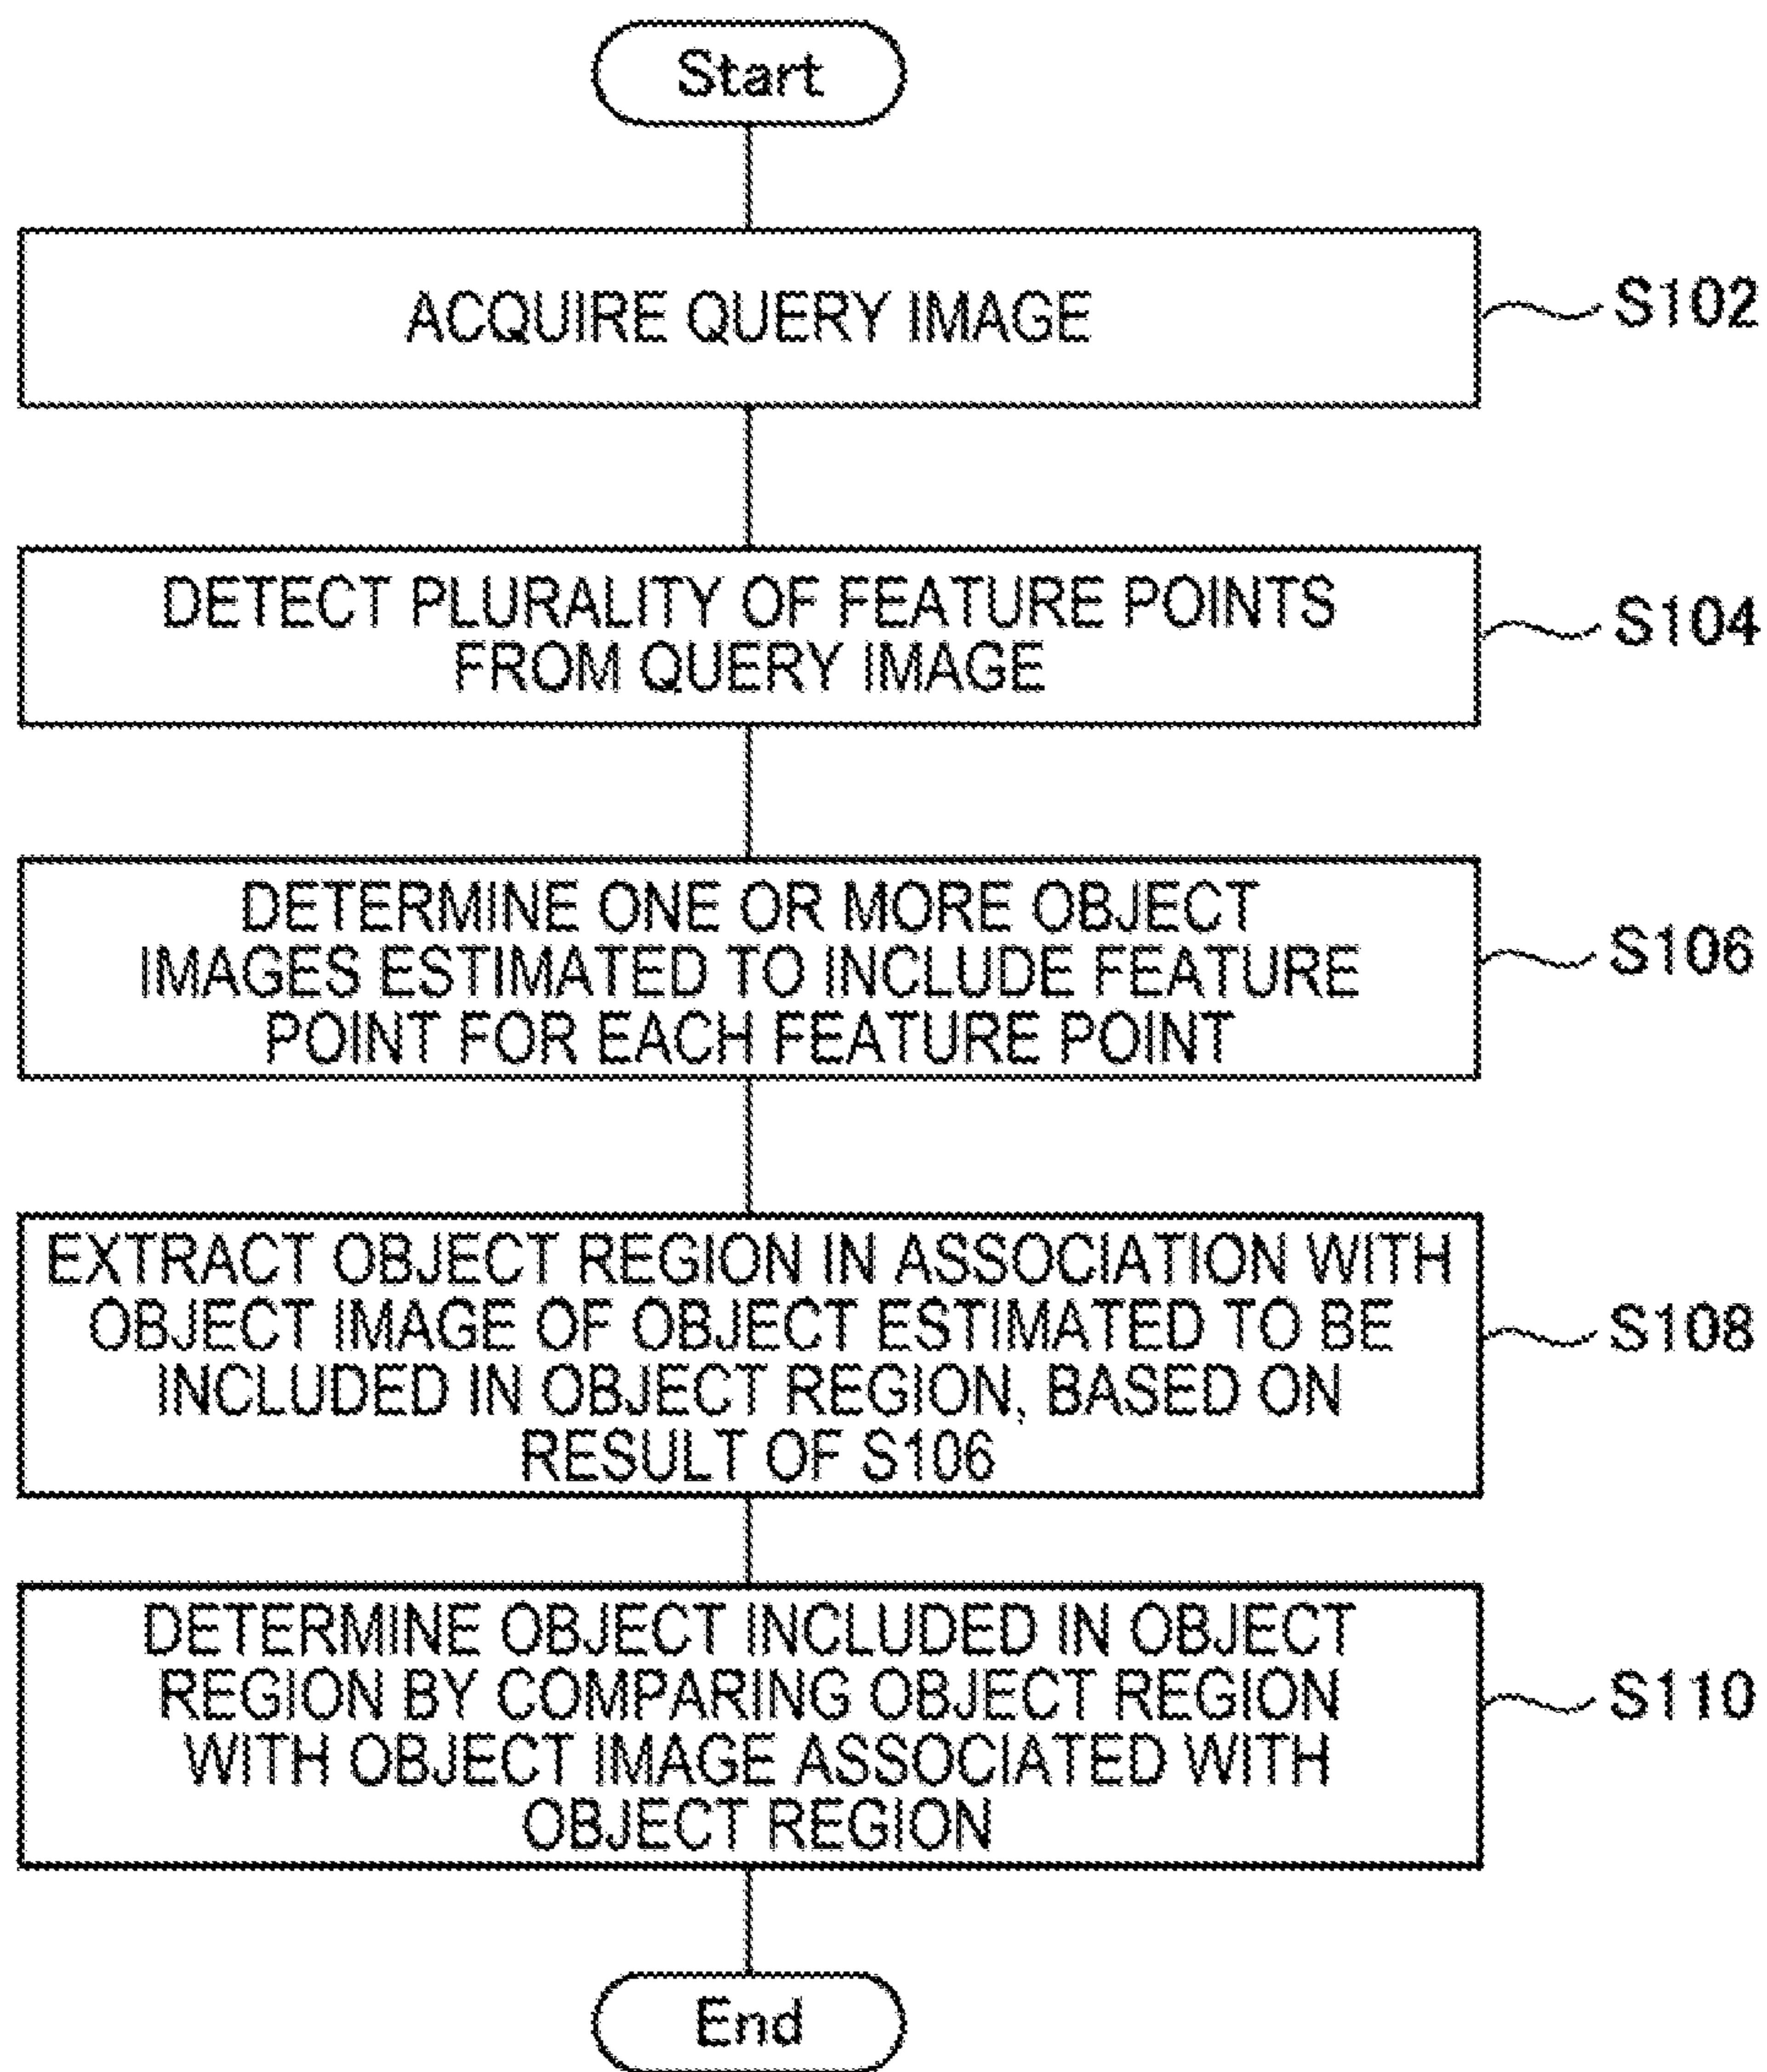 Start
ACQUIRE QUERY IMAGE
S102
DETECT PLURALITY OF FEATURE POINTS
FROM QUERY IMAGE
S104
DETERMINE ONE OR MORE OBJECT
IMAGES ESTIMATED TO INCLUDE FEATURE
POINT FOR EACH FEATURE POINT
S106
EXTRACT OBJECT REGION IN ASSOCIATION WITH
OBJECT IMAGE OF OBJECT ESTIMATED TO BE
INCLUDED IN OBJECT REGION, BASED ON
RESULT OF S106
S108
DETERMINE OBJECT INCLUDED IN OBJECT
REGION BY COMPARING OBJECT REGION
WITH OBJECT IMAGE ASSOCIATED WITH
OBJECT REGION
S110
End